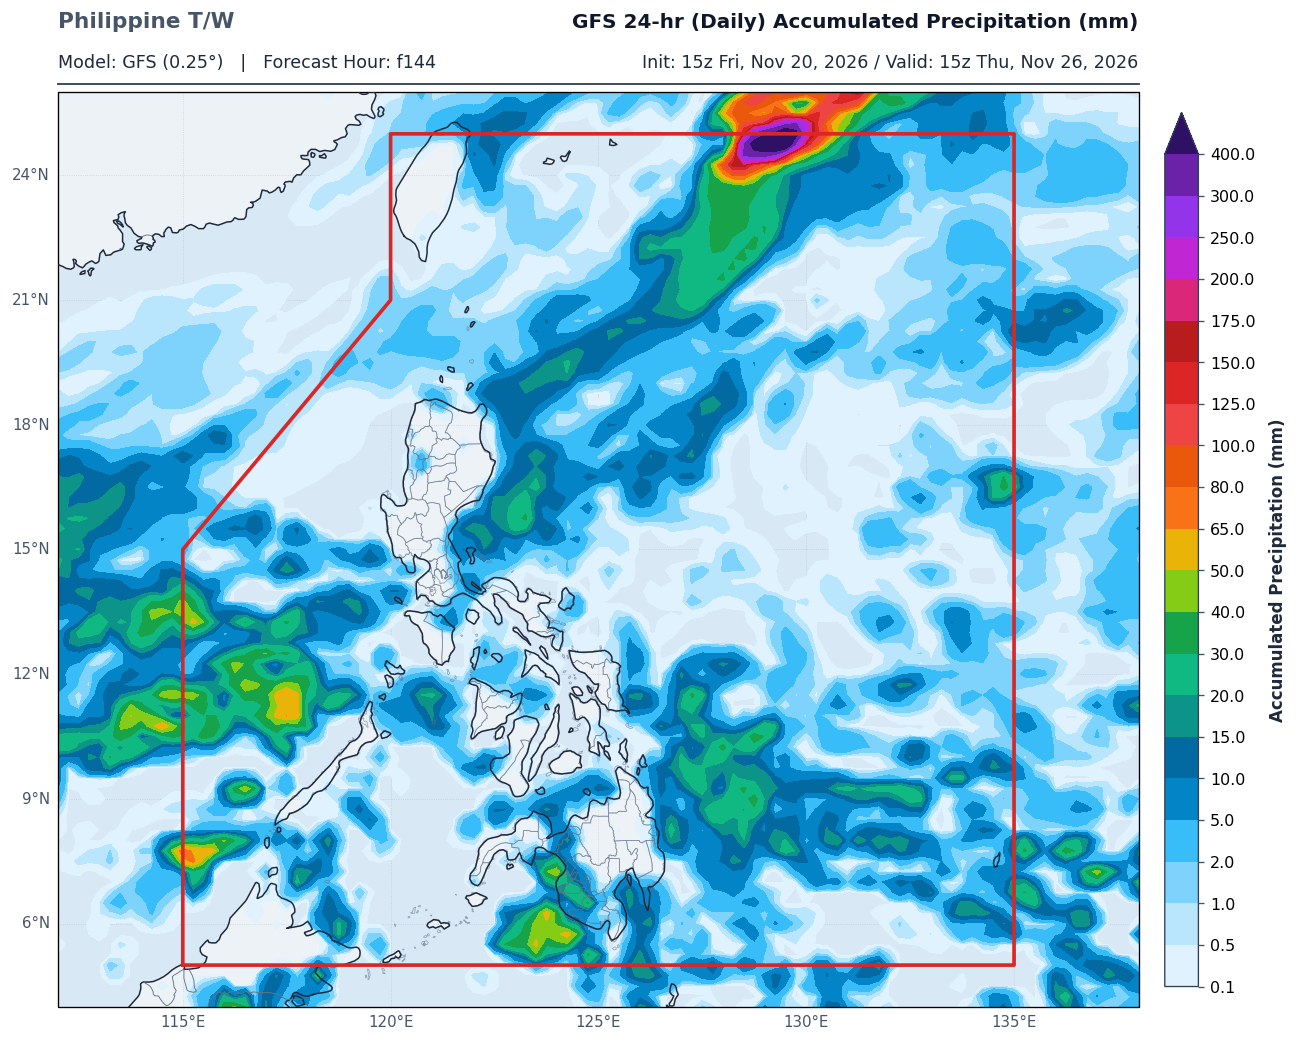 Philippine T/W
GFS 24-hr (Daily) Accumulated Precipitation (mm)
Model: GFS (0.25°) | Forecast Hour: f144
Init: 15z Fri, Nov 20, 2026 / Valid: 15z Thu, Nov 26, 2026
24°N
21°N
18°N
15°N
12°N
9°N
6°N
115°E
120°E
125°E
130°E
135°E
400.0
300.0
250.0
200.0
175.0
150.0
125.0
100.0
80.0
65.0
50.0
40.0
30.0
20.0
15.0
10.0
5.0
2.0
1.0
0.5
0.1
Accumulated Precipitation (mm)